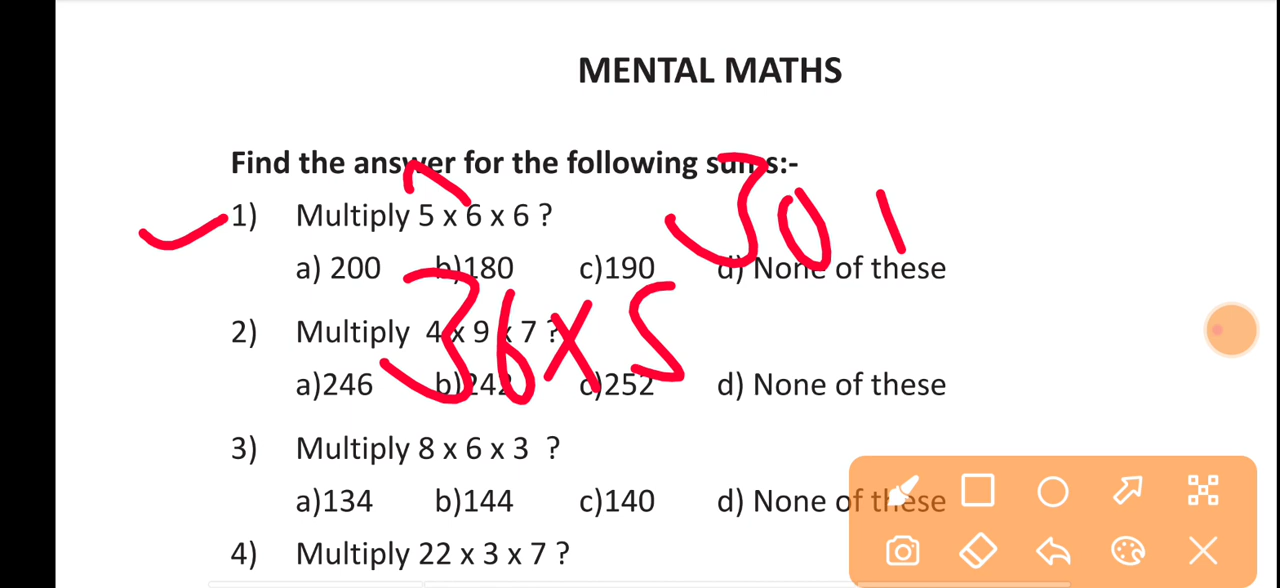 MENTAL MATHS
Find the answer for the following sums:-
1) Multiply 5 x 6 x 6 ?
30 1
a) 200 b)180 c)190 d) None of these
36 x 5
2) Multiply 4 x 9 x 7 ?
a)246 b)242 c)252 d) None of these
3) Multiply 8 x 6 x 3 ?
a)134 b)144 c)140 d) None of these
4) Multiply 22 x 3 x 7 ?